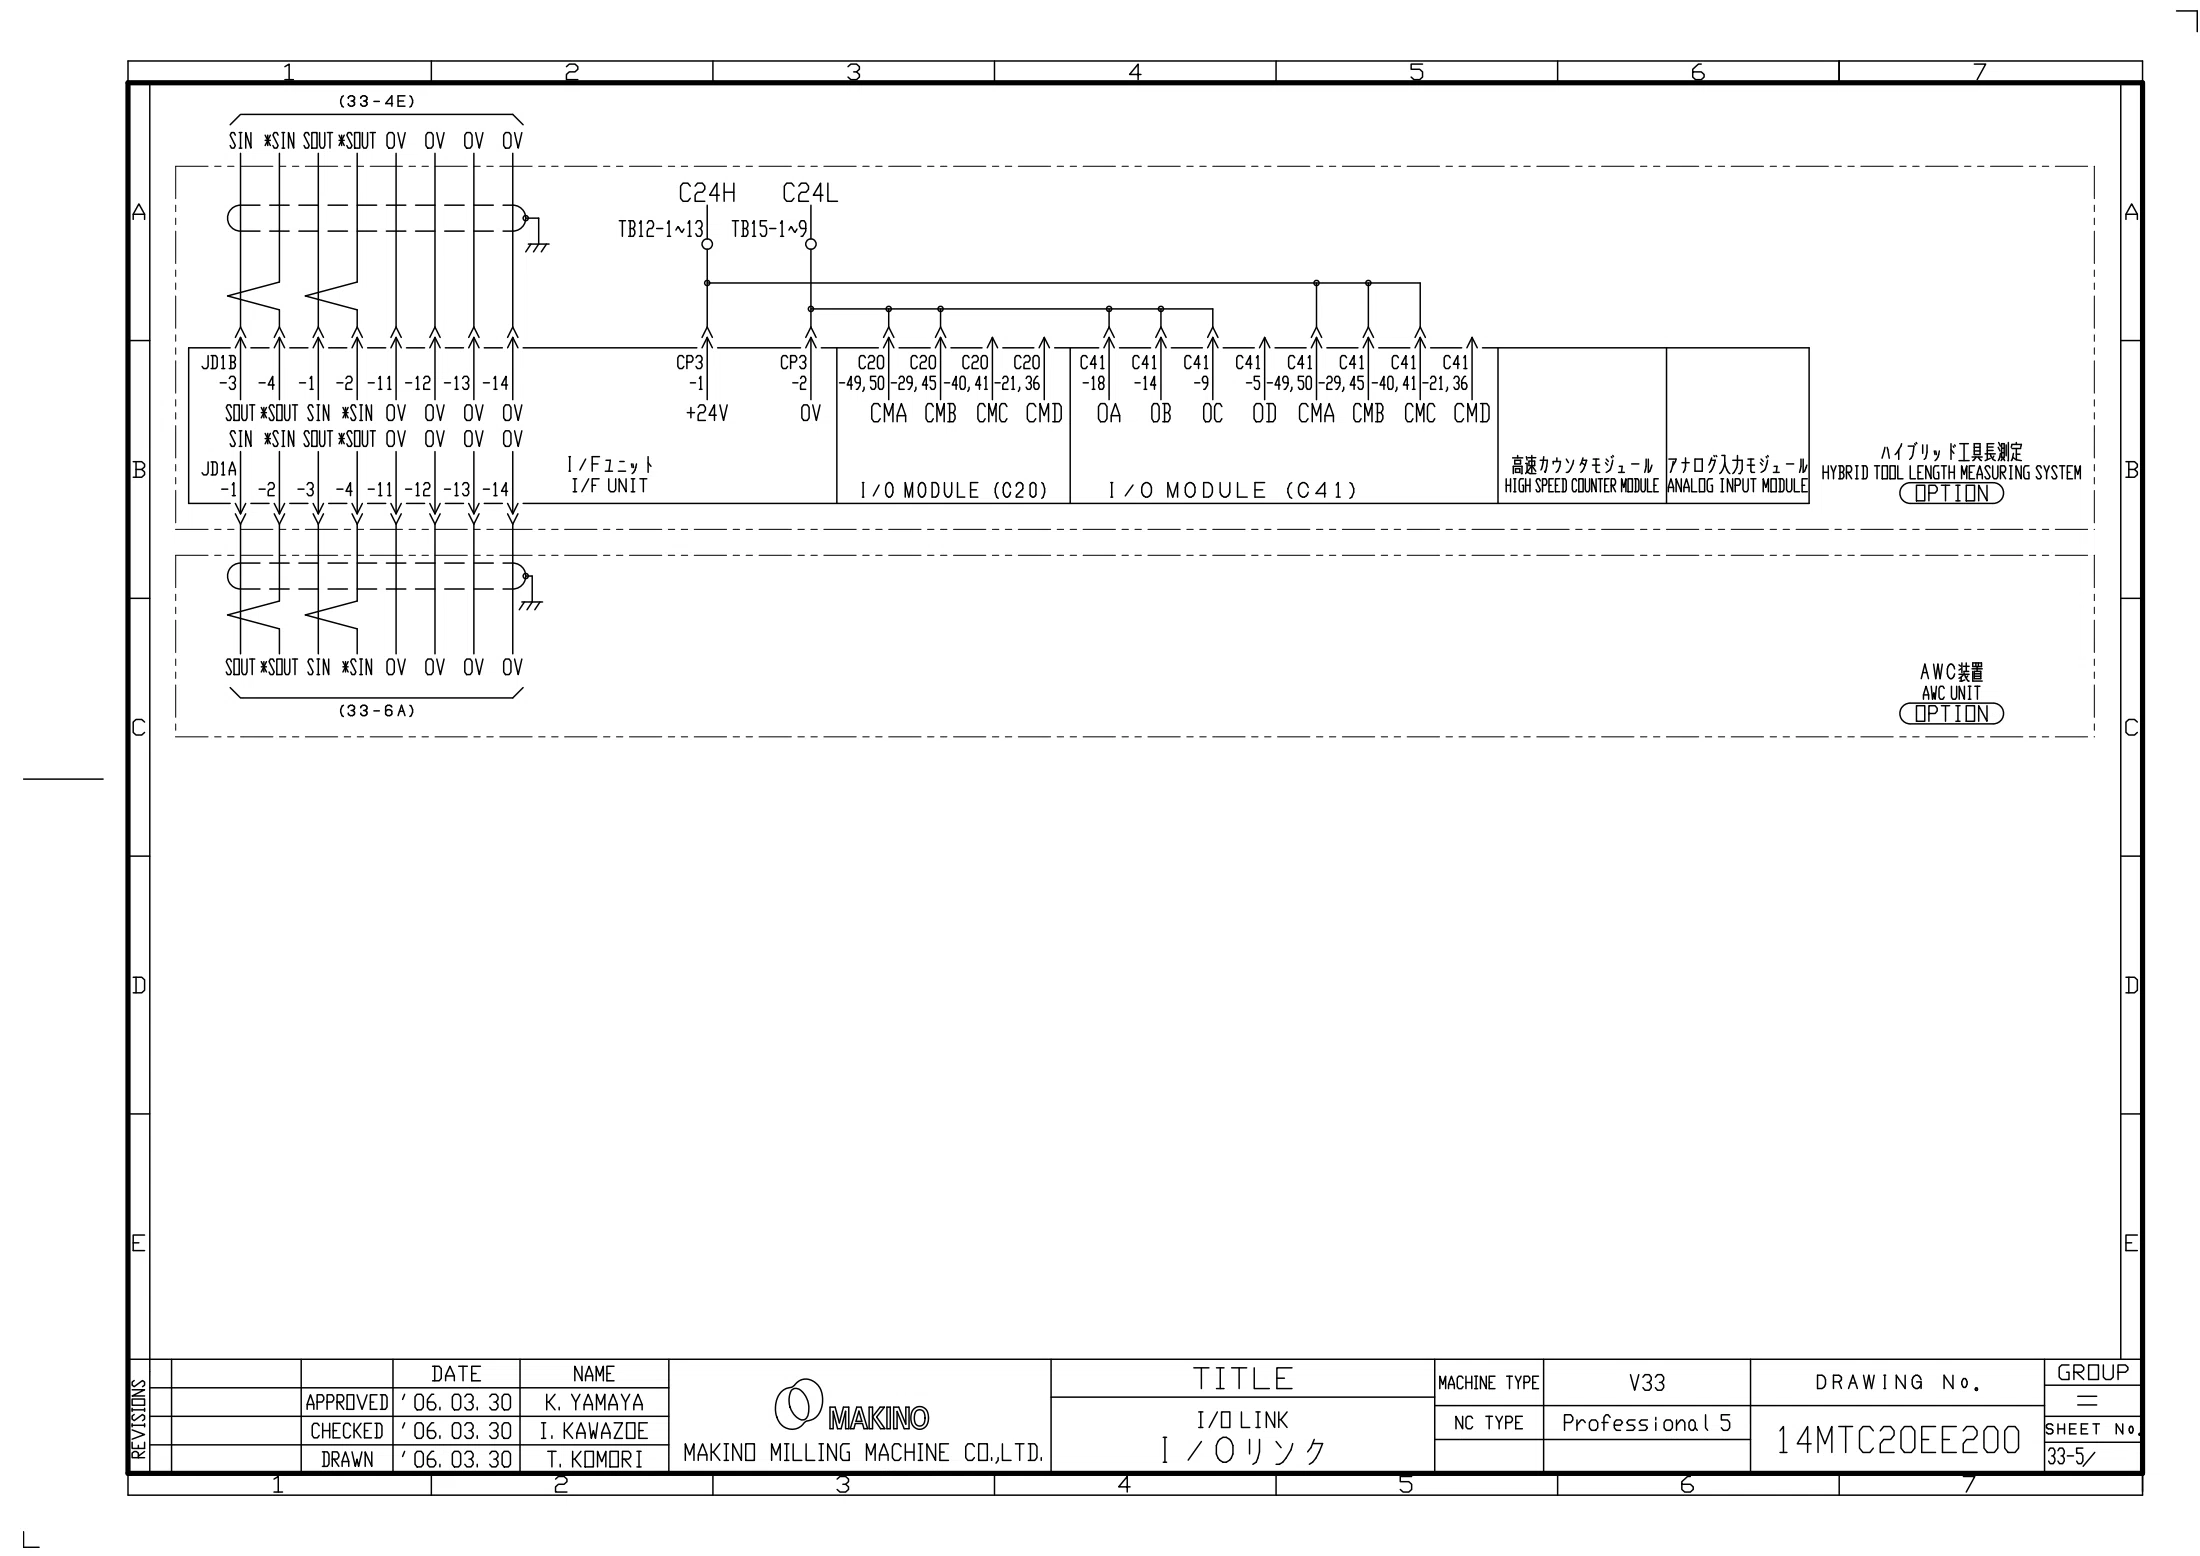 1 2 3 4 5 6 7
(33-4E)
SIN *SIN SOUT *SOUT 0V 0V 0V 0V
A A
C24H C24L
TB12-1~13 TB15-1~9
JD1B CP3 CP3 C20 C20 C20 C20 C41 C41 C41 C41 C41 C41 C41 C41
-3 -4 -1 -2 -11 -12 -13 -14 -1 -2 -49,50 -29,45 -40,41 -21,36 -18 -14 -9 -5 -49,50 -29,45 -40,41 -21,36
SOUT *SOUT SIN *SIN 0V 0V 0V 0V +24V 0V CMA CMB CMC CMD 0A 0B 0C 0D CMA CMB CMC CMD
SIN *SIN SOUT *SOUT 0V 0V 0V 0V
JD1A
-1 -2 -3 -4 -11 -12 -13 -14
B B
I/Fユニット
I/F UNIT
I/O MODULE (C20)
I/O MODULE (C41)
高速カウンタモジュール
HIGH SPEED COUNTER MODULE
アナログ入力モジュール
ANALOG INPUT MODULE
ハイブリッド工具長測定
HYBRID TOOL LENGTH MEASURING SYSTEM
OPTION
SOUT *SOUT SIN *SIN 0V 0V 0V 0V
(33-6A)
AWC装置
AWC UNIT
OPTION
C C
D D
E E
REVISIONS
DATE NAME
APPROVED '06. 03. 30 K. YAMAYA
CHECKED '06. 03. 30 I. KAWAZOE
DRAWN '06. 03. 30 T. KOMORI
MAKINO
MAKINO MILLING MACHINE CO.,LTD.
TITLE
I/O LINK
I/Oリンク
MACHINE TYPE V33
NC TYPE Professional 5
DRAWING No.
14MTC20EE200
GROUP
=
SHEET No.
33-5/
1 2 3 4 5 6 7